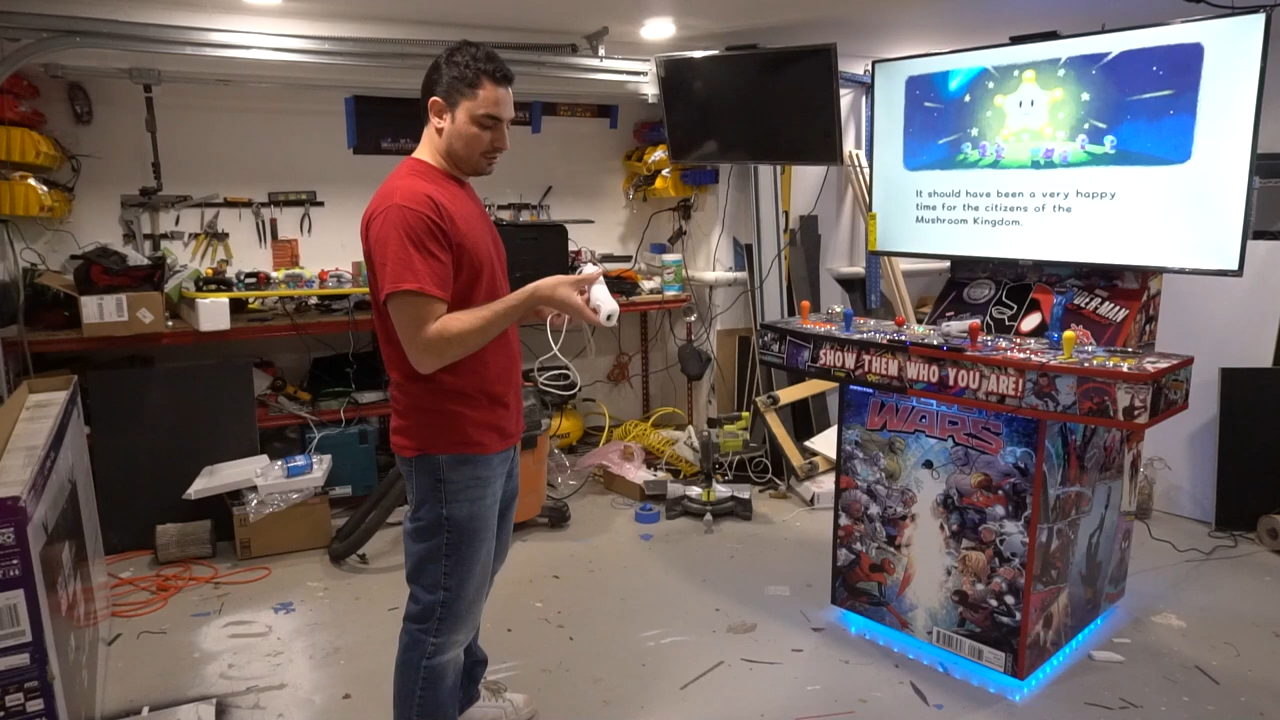 It should have been a very happy
time for the citizens of the
Mushroom Kingdom.
SPIDER-MAN
SHOW THEM WHO YOU ARE!
WARS